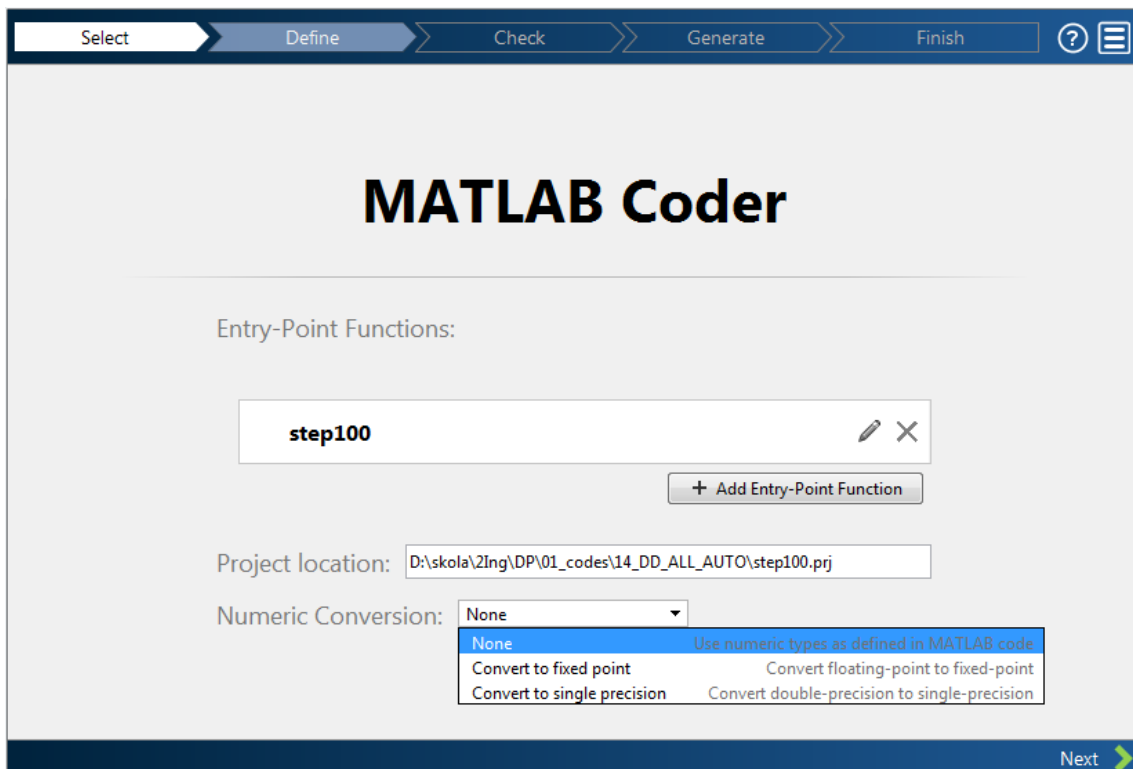 Select Define Check Generate Finish ?
MATLAB Coder
Entry-Point Functions:
step100
+ Add Entry-Point Function
Project location: D:\skola\2Ing\DP\01_codes\14_DD_ALL_AUTO\step100.prj
Numeric Conversion: None
None Use numeric types as defined in MATLAB code
Convert to fixed point Convert floating-point to fixed-point
Convert to single precision Convert double-precision to single-precision
Next